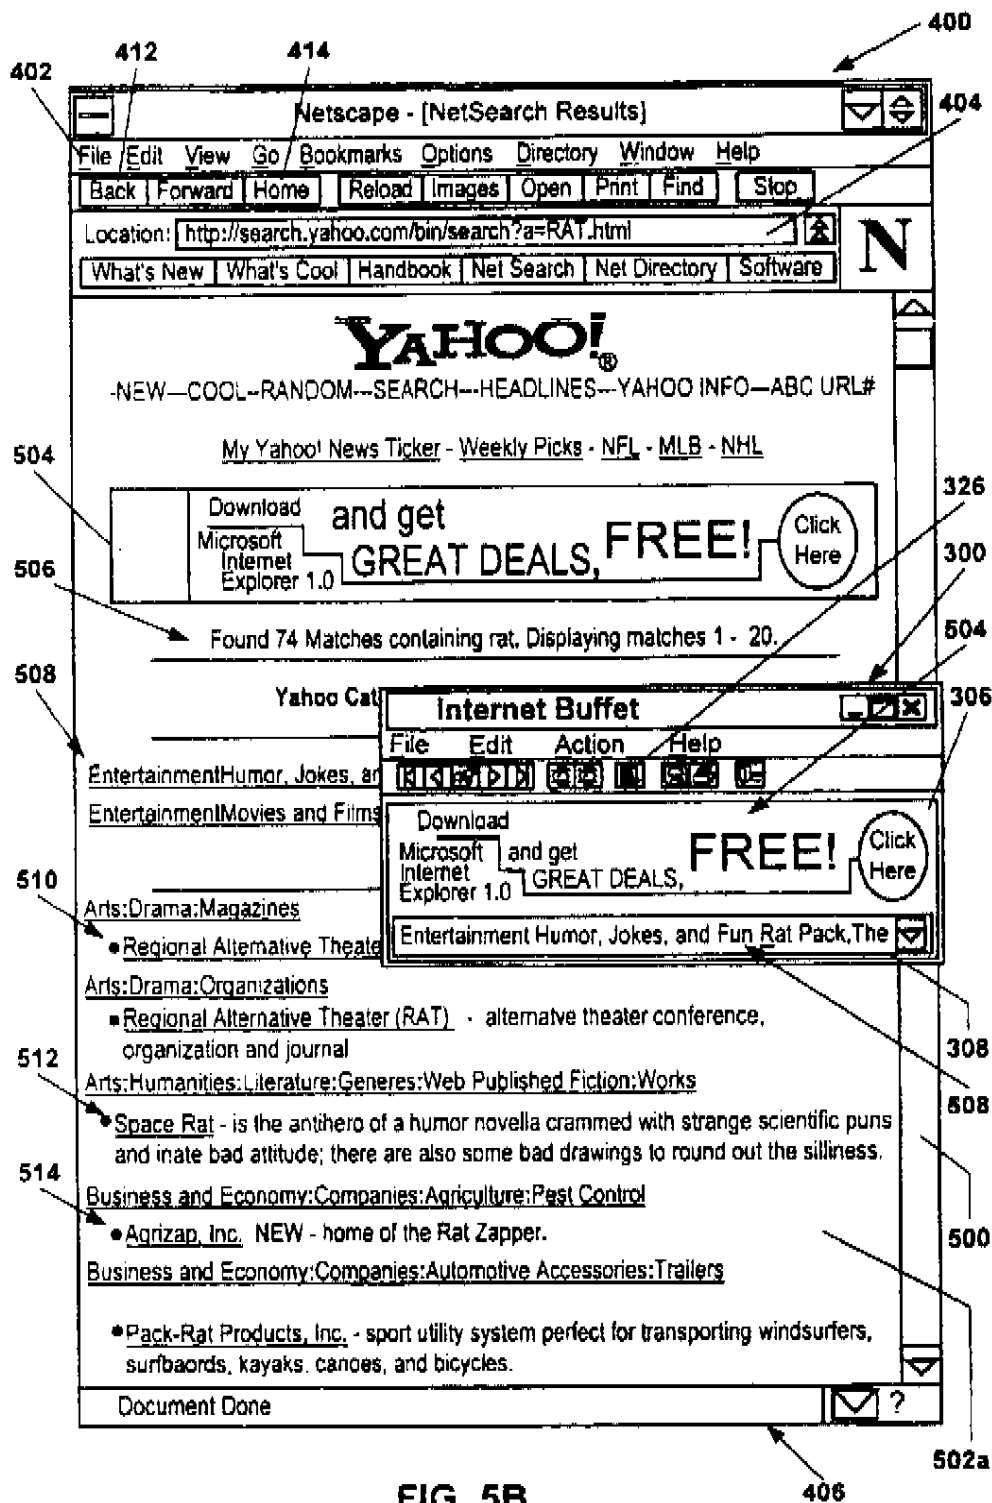 400
412
414
402
Netscape - [NetSearch Results]
404
File Edit View Go Bookmarks Options Directory Window Help
Back Forward Home Reload Images Open Print Find Stop
Location: http://search.yahoo.com/bin/search?a=RAT.html
N
What's New What's Cool Handbook Net Search Net Directory Software
YAHOO!®
-NEW—COOL--RANDOM---SEARCH---HEADLINES---YAHOO INFO—ABC URL#
My Yahoo! News Ticker - Weekly Picks - NFL - MLB - NHL
504
326
Download and get FREE! Click
Microsoft GREAT DEALS, Here
Internet
Explorer 1.0
300
506
504
Found 74 Matches containing rat. Displaying matches 1 - 20.
508
306
Yahoo Cat
Internet Buffet
File Edit Action Help
EntertainmentHumor, Jokes, ar
EntertainmentMovies and Films
Download
Microsoft and get FREE! Click
Internet GREAT DEALS, Here
Explorer 1.0
510
Arts:Drama:Magazines
Entertainment Humor, Jokes, and Fun Rat Pack,The
•Regional Alternative Theate
Arts:Drama:Organizations
▪Regional Alternative Theater (RAT) - alternatve theater conference,
organization and journal
308
512
Arts:Humanities:Literature:Generes:Web Published Fiction:Works
508
•Space Rat - is the antihero of a humor novella crammed with strange scientific puns
and inate bad attitude; there are also some bad drawings to round out the silliness.
514
Business and Economy:Companies:Agriculture:Pest Control
•Agrizap, Inc. NEW - home of the Rat Zapper.
500
Business and Economy:Companies:Automotive Accessories:Trailers
•Pack-Rat Products, Inc. - sport utility system perfect for transporting windsurfers,
surfbaords, kayaks, canoes, and bicycles.
Document Done ?
502a
406
FIG. 5B